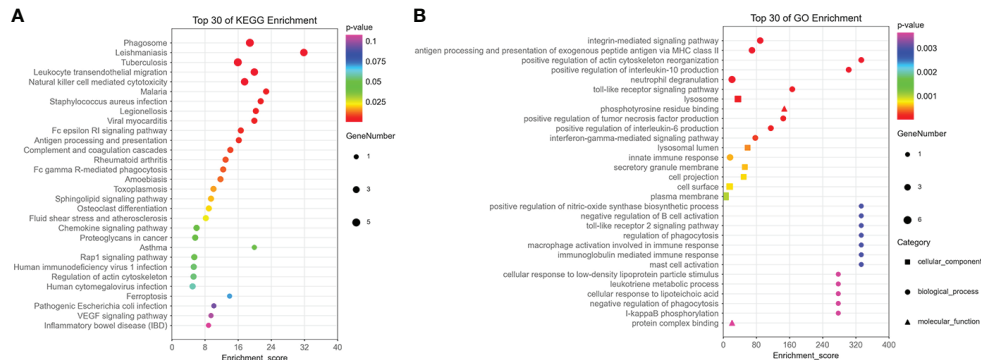 A
Top 30 of KEGG Enrichment
Phagosome
Leishmaniasis
Tuberculosis
Leukocyte transendothelial migration
Natural killer cell mediated cytotoxicity
Malaria
Staphylococcus aureus infection
Legionellosis
Viral myocarditis
Fc epsilon RI signaling pathway
Antigen processing and presentation
Complement and coagulation cascades
Rheumatoid arthritis
Fc gamma R-mediated phagocytosis
Amoebiasis
Toxoplasmosis
Sphingolipid signaling pathway
Osteoclast differentiation
Fluid shear stress and atherosclerosis
Chemokine signaling pathway
Proteoglycans in cancer
Asthma
Rap1 signaling pathway
Human immunodeficiency virus 1 infection
Regulation of actin cytoskeleton
Human cytomegalovirus infection
Ferroptosis
Pathogenic Escherichia coli infection
VEGF signaling pathway
Inflammatory bowel disease (IBD)
0 8 16 24 32 40
Enrichment_score
p-value
0.1
0.075
0.05
0.025
GeneNumber
1
3
5
B
Top 30 of GO Enrichment
integrin-mediated signaling pathway
antigen processing and presentation of exogenous peptide antigen via MHC class II
positive regulation of actin cytoskeleton reorganization
positive regulation of interleukin-10 production
neutrophil degranulation
toll-like receptor signaling pathway
lysosome
phosphotyrosine residue binding
positive regulation of tumor necrosis factor production
positive regulation of interleukin-6 production
interferon-gamma-mediated signaling pathway
lysosomal lumen
innate immune response
secretory granule membrane
cell projection
cell surface
plasma membrane
positive regulation of nitric-oxide synthase biosynthetic process
negative regulation of B cell activation
toll-like receptor 2 signaling pathway
regulation of phagocytosis
macrophage activation involved in immune response
immunoglobulin mediated immune response
mast cell activation
cellular response to low-density lipoprotein particle stimulus
leukotriene metabolic process
cellular response to lipoteichoic acid
negative regulation of phagocytosis
I-kappaB phosphorylation
protein complex binding
0 80 160 240 320 400
Enrichment_score
p-value
0.003
0.002
0.001
GeneNumber
1
3
6
Category
cellular_component
biological_process
molecular_function